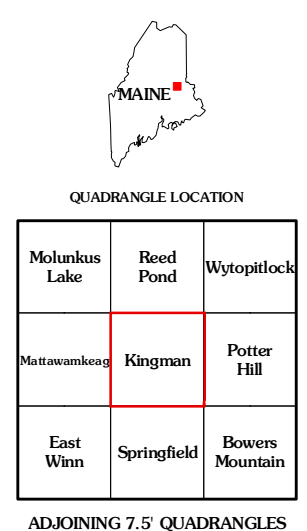 MAINE
QUADRANGLE LOCATION
Molunkus
Lake
Reed
Pond
Wytopitlock
Mattawamkeag
Kingman
Potter
Hill
East
Winn
Springfield
Bowers
Mountain
ADJOINING 7.5' QUADRANGLES